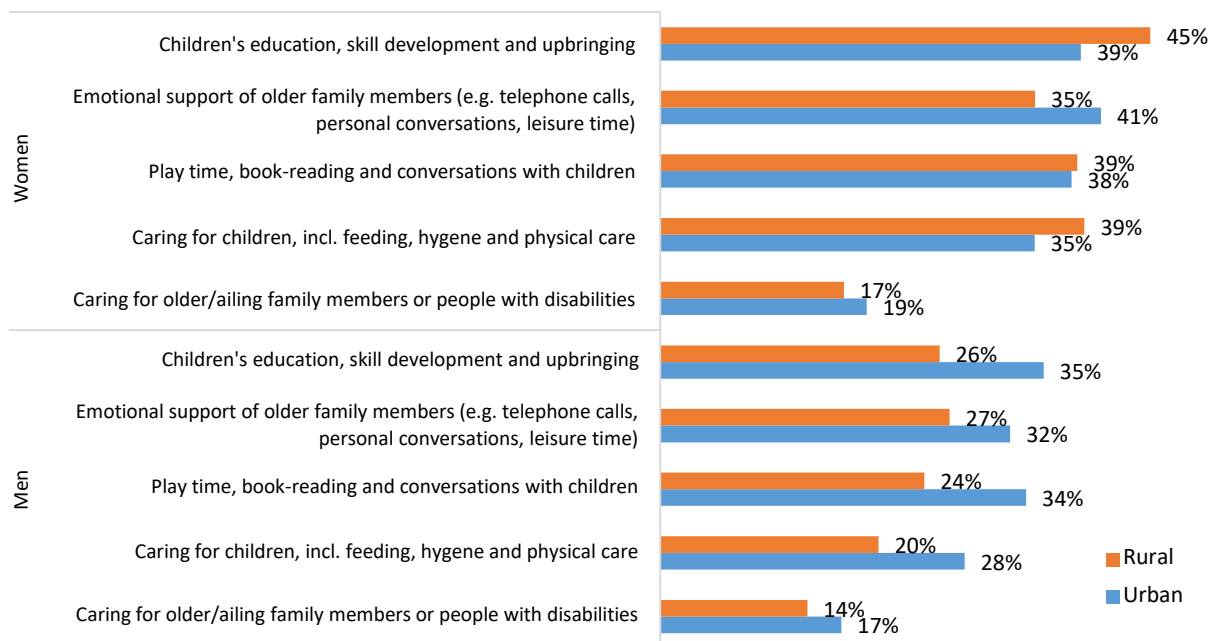 Women
Children's education, skill development and upbringing
45%
39%
Emotional support of older family members (e.g. telephone calls,
personal conversations, leisure time)
35%
41%
Play time, book-reading and conversations with children
39%
38%
Caring for children, incl. feeding, hygene and physical care
39%
35%
Caring for older/ailing family members or people with disabilities
17%
19%
Men
Children's education, skill development and upbringing
26%
35%
Emotional support of older family members (e.g. telephone calls,
personal conversations, leisure time)
27%
32%
Play time, book-reading and conversations with children
24%
34%
Caring for children, incl. feeding, hygene and physical care
20%
28%
Caring for older/ailing family members or people with disabilities
14%
17%
Rural
Urban